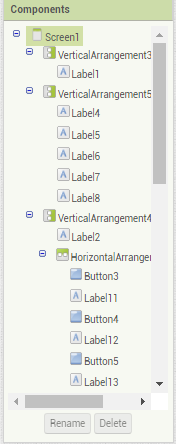 Components
Screen1
VerticalArrangement3
Label1
VerticalArrangement5
Label4
Label5
Label6
Label7
Label8
VerticalArrangement4
Label2
HorizontalArranger
Button3
Label11
Button4
Label12
Button5
Label13
Rename Delete